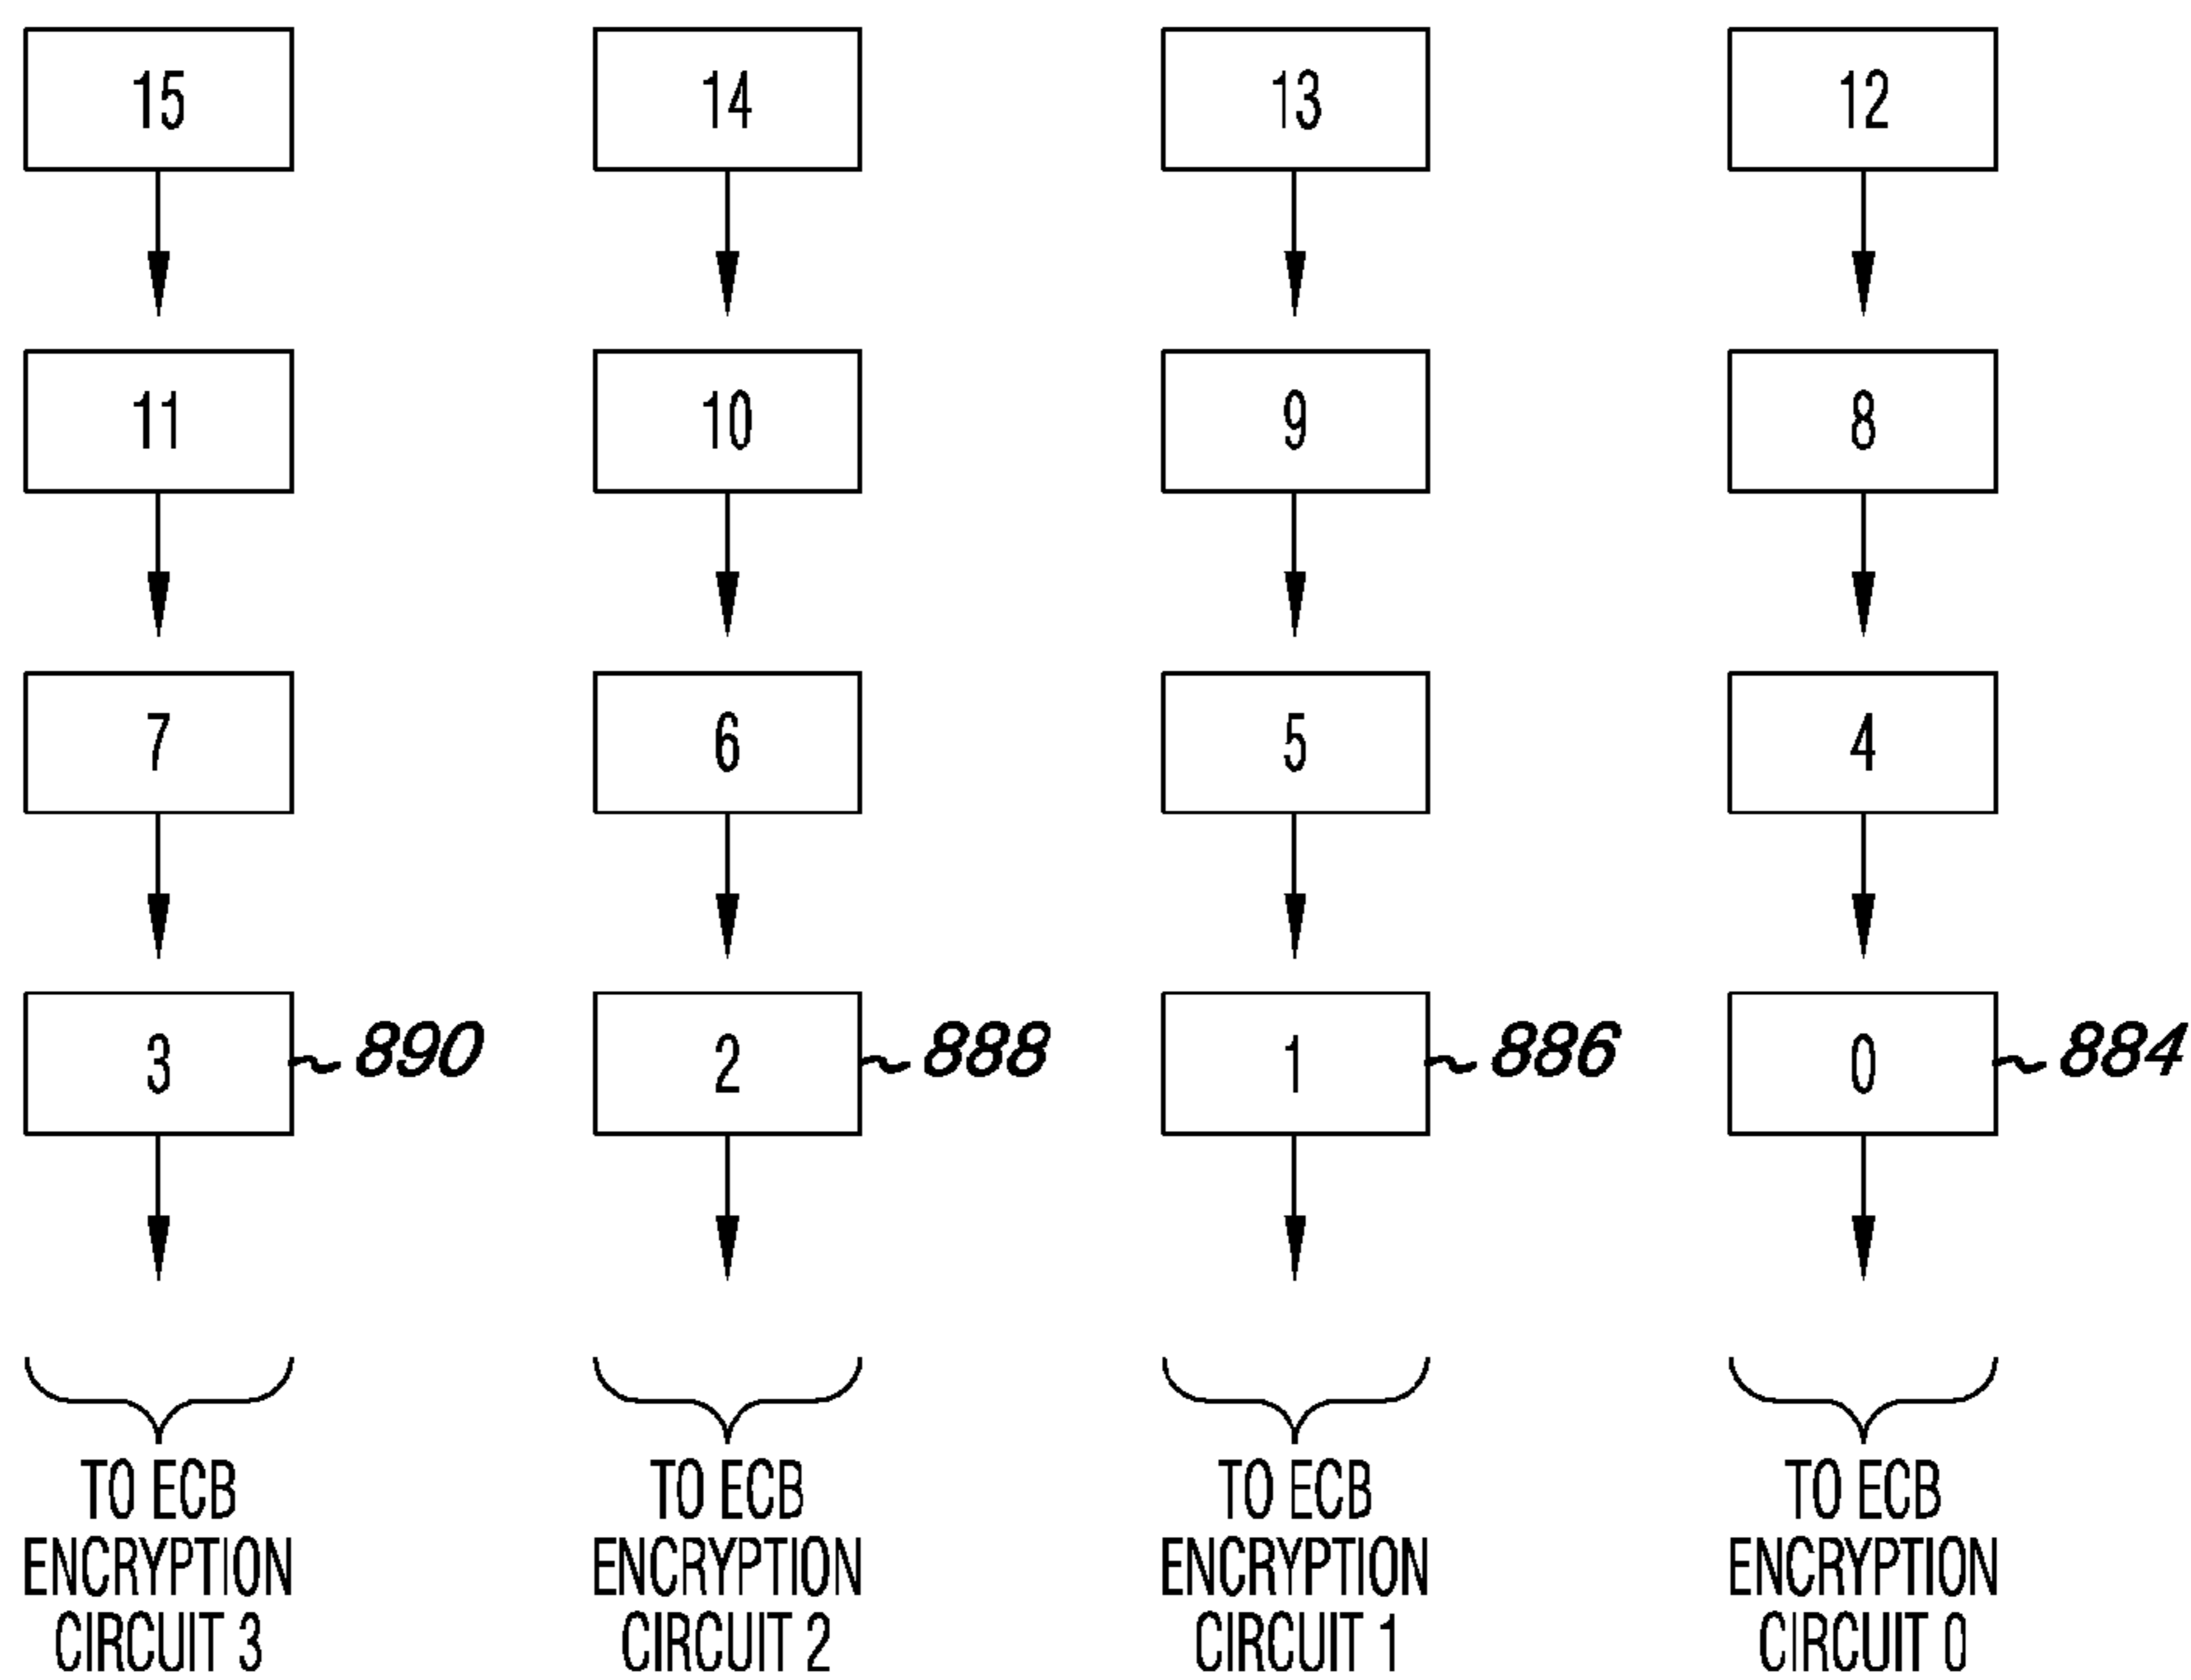 15 14 13 12
11 10 9 8
7 6 5 4
3 890 2 888 1 886 0 884
TO ECB
ENCRYPTION
CIRCUIT 3
TO ECB
ENCRYPTION
CIRCUIT 2
TO ECB
ENCRYPTION
CIRCUIT 1
TO ECB
ENCRYPTION
CIRCUIT 0